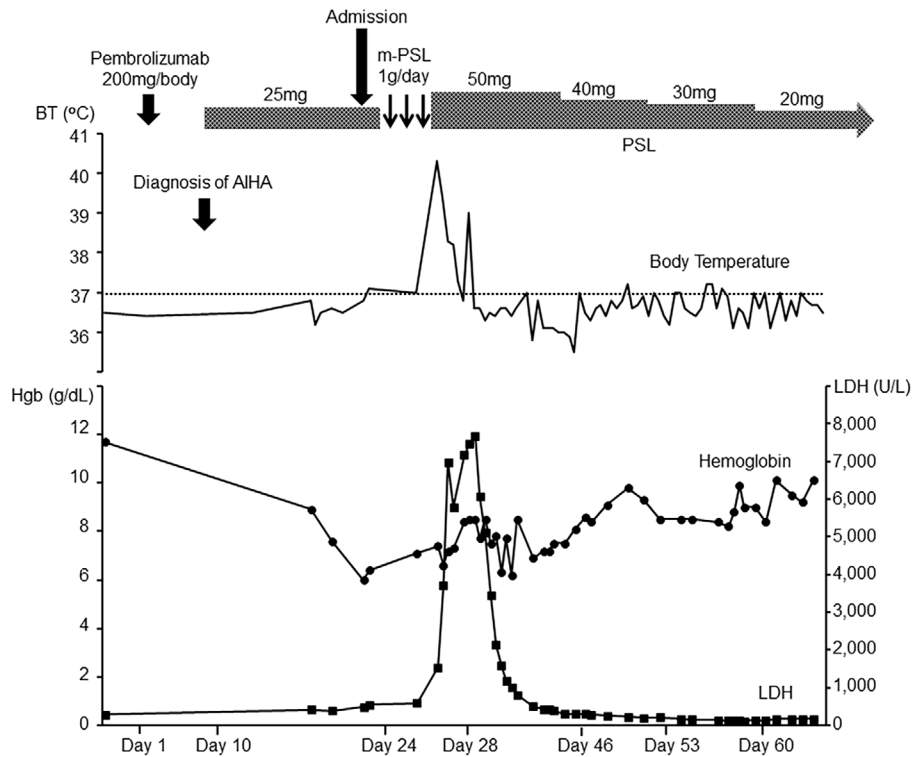 Admission
Pembrolizumab
200mg/body
m-PSL
1g/day
25mg
50mg
40mg
30mg
20mg
PSL
BT (°C)
41
40
39
38
37
36
Diagnosis of AIHA
Body Temperature
Hgb (g/dL)
LDH (U/L)
12
10
8
6
4
2
0
8,000
7,000
6,000
5,000
4,000
3,000
2,000
1,000
0
Hemoglobin
LDH
Day 1
Day 10
Day 24
Day 28
Day 46
Day 53
Day 60